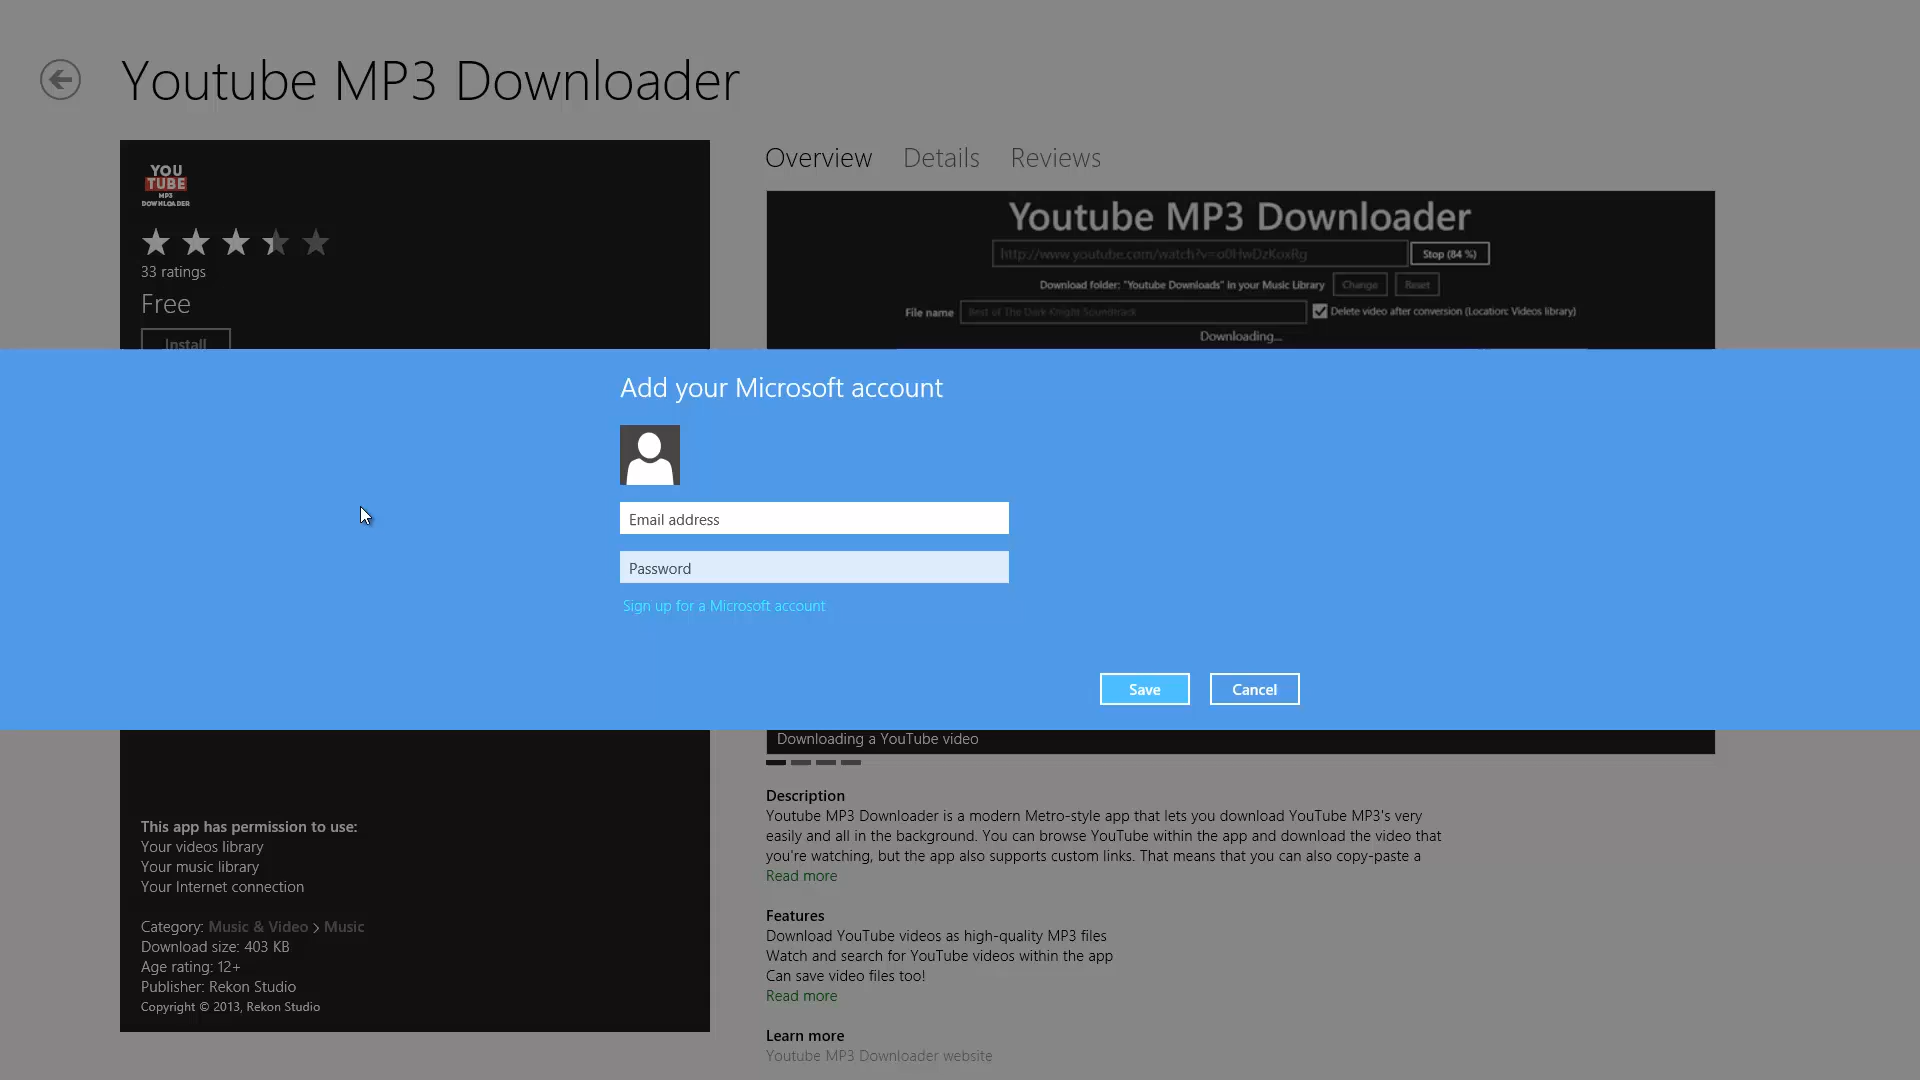 Youtube MP3 Downloader
YOU
TUBE
MP3
DOWNLOADER
33 ratings
Free
Install
Overview Details Reviews
Youtube MP3 Downloader
http://www.youtube.com/watch?v=o0HwDzKoxRg Stop (84 %)
Download folder: "Youtube Downloads" in your Music Library Change Reset
File name Best of The Dark Knight Soundtrack Delete video after conversion (Location: Videos library)
Downloading...
Add your Microsoft account
Email address
Password
Sign up for a Microsoft account
Save Cancel
Downloading a YouTube video
This app has permission to use:
Your videos library
Your music library
Your Internet connection
Category: Music & Video > Music
Download size: 403 KB
Age rating: 12+
Publisher: Rekon Studio
Copyright © 2013, Rekon Studio
Description
Youtube MP3 Downloader is a modern Metro-style app that lets you download YouTube MP3's very
easily and all in the background. You can browse YouTube within the app and download the video that
you're watching, but the app also supports custom links. That means that you can also copy-paste a
Read more
Features
Download YouTube videos as high-quality MP3 files
Watch and search for YouTube videos within the app
Can save video files too!
Read more
Learn more
Youtube MP3 Downloader website